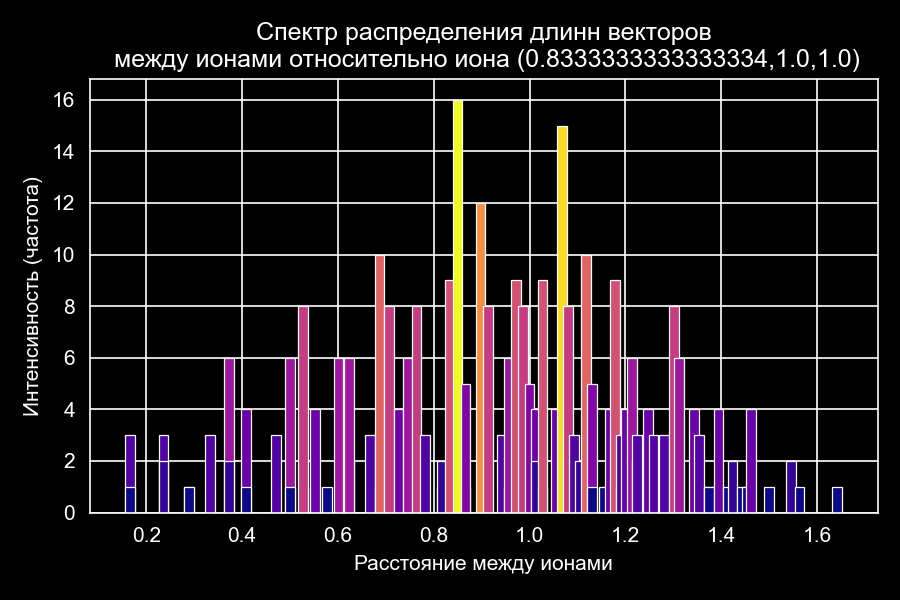 Спектр распределения длинн векторов
между ионами относительно иона (0.8333333333333334,1.0,1.0)
16
14
12
10
8
6
4
2
0
Интенсивность (частота)
0.2 0.4 0.6 0.8 1.0 1.2 1.4 1.6
Расстояние между ионами